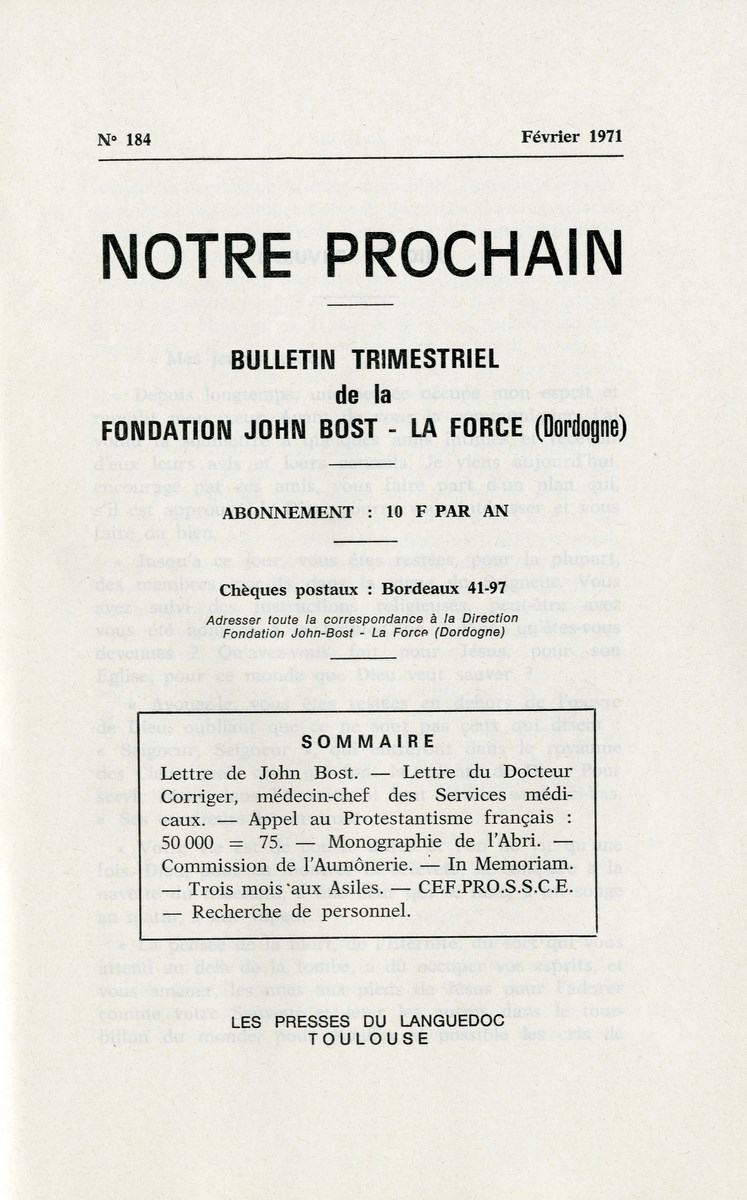 N° 184
Février 1971
NOTRE PROCHAIN
BULLETIN TRIMESTRIEL
de la
FONDATION JOHN BOST - LA FORCE (Dordogne)
ABONNEMENT : 10 F PAR AN
Chèques postaux : Bordeaux 41-97
Adresser toute la correspondance à la Direction
Fondation John-Bost - La Force (Dordogne)
SOMMAIRE
Lettre de John Bost. — Lettre du Docteur
Corriger, médecin-chef des Services médi-
caux. — Appel au Protestantisme français :
50 000 = 75. — Monographie de l'Abri. —
Commission de l'Aumônerie. — In Memoriam.
— Trois mois aux Asiles. — CEF.PRO.S.S.C.E.
— Recherche de personnel.
LES PRESSES DU LANGUEDOC
TOULOUSE